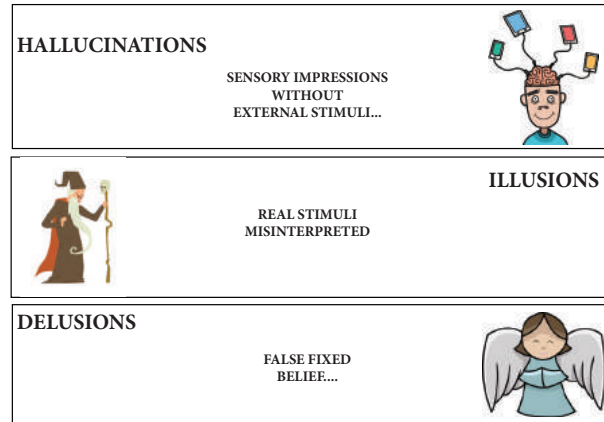 HALLUCINATIONS
SENSORY IMPRESSIONS
WITHOUT
EXTERNAL STIMULI...
ILLUSIONS
REAL STIMULI
MISINTERPRETED
DELUSIONS
FALSE FIXED
BELIEF....